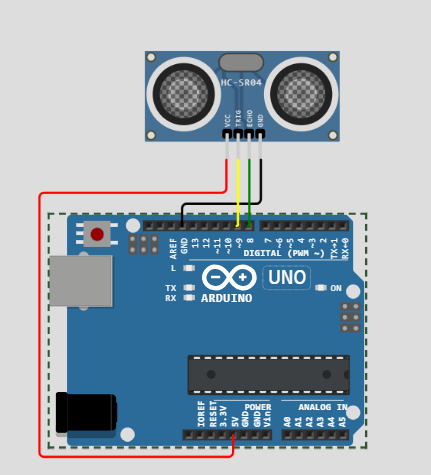 HC-SR04
VCC
TRIG
ECHO
GND
AREF
GND
13
12
~11
~10
~9
8
7
~6
~5
4
~3
2
TX→1
RX←0
DIGITAL (PWM ~)
L
UNO
TX
RX
ARDUINO
ON
IOREF
RESET
3.3V
5V
GND
GND
Vin
POWER
ANALOG IN
A0
A1
A2
A3
A4
A5